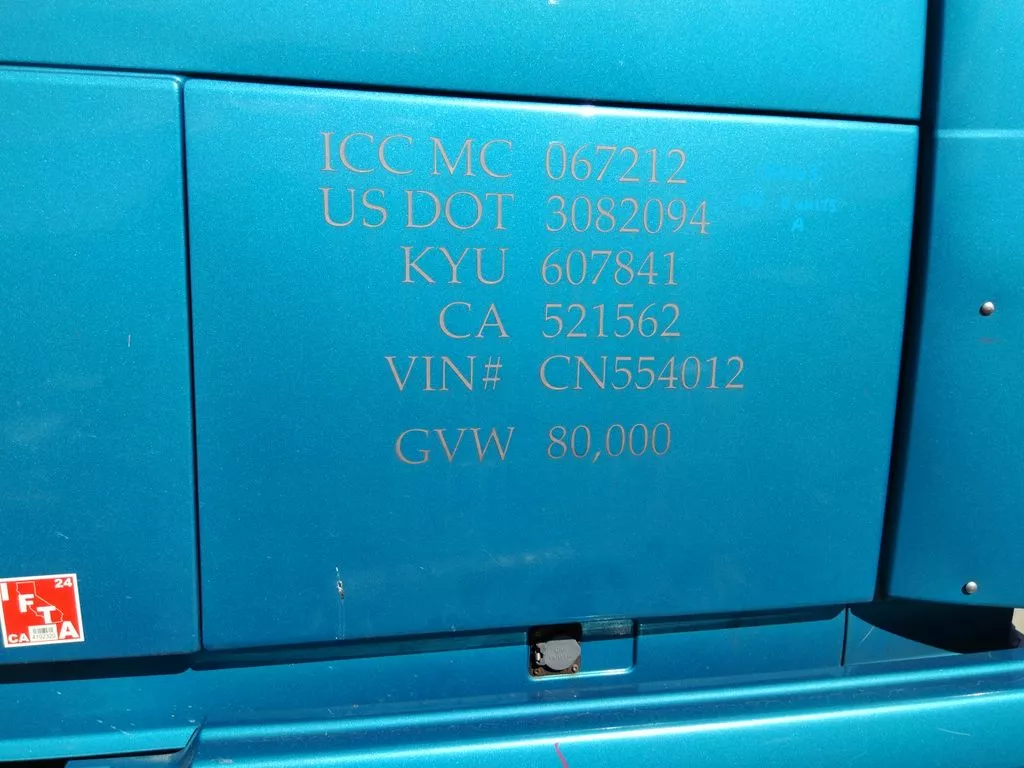 ICC MC 067212
US DOT 3082094
KYU 607841
CA 521562
VIN# CN554012
GVW 80,000
24
IFTA
CA